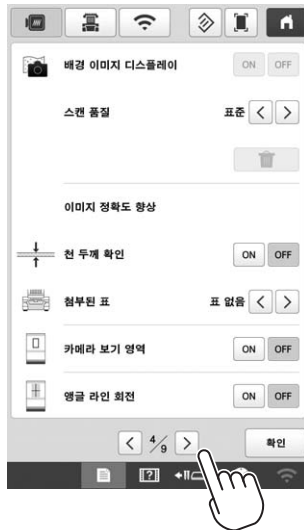 배경 이미지 디스플레이 ON OFF
스캔 품질 표준
이미지 정확도 향상
천 두께 확인 ON OFF
첨부된 표 표 없음
카메라 보기 영역 ON OFF
앵글 라인 회전 ON OFF
4/9 확인